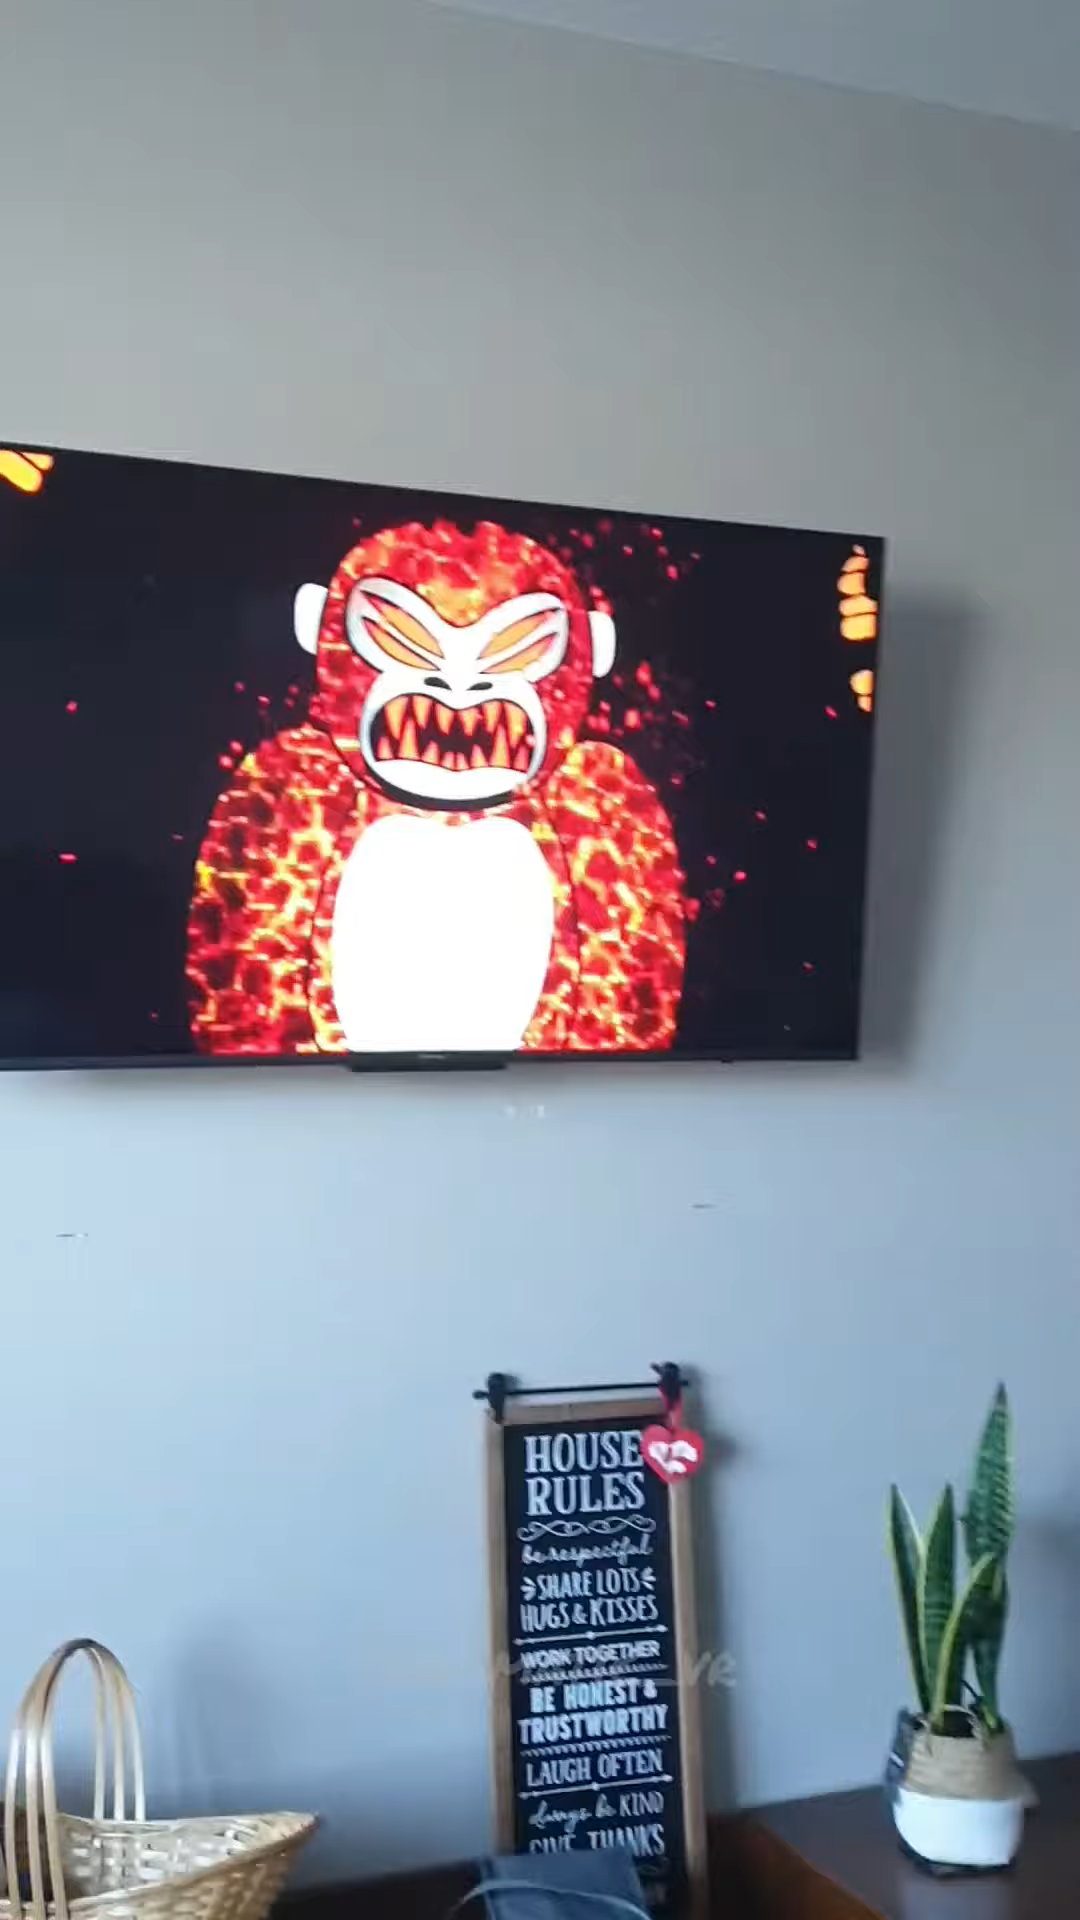 HOUSE
RULES
be respectful
SHARE LOTS
HUGS & KISSES
WORK TOGETHER
BE HONEST &
TRUSTWORTHY
LAUGH OFTEN
always be KIND
GIVE THANKS